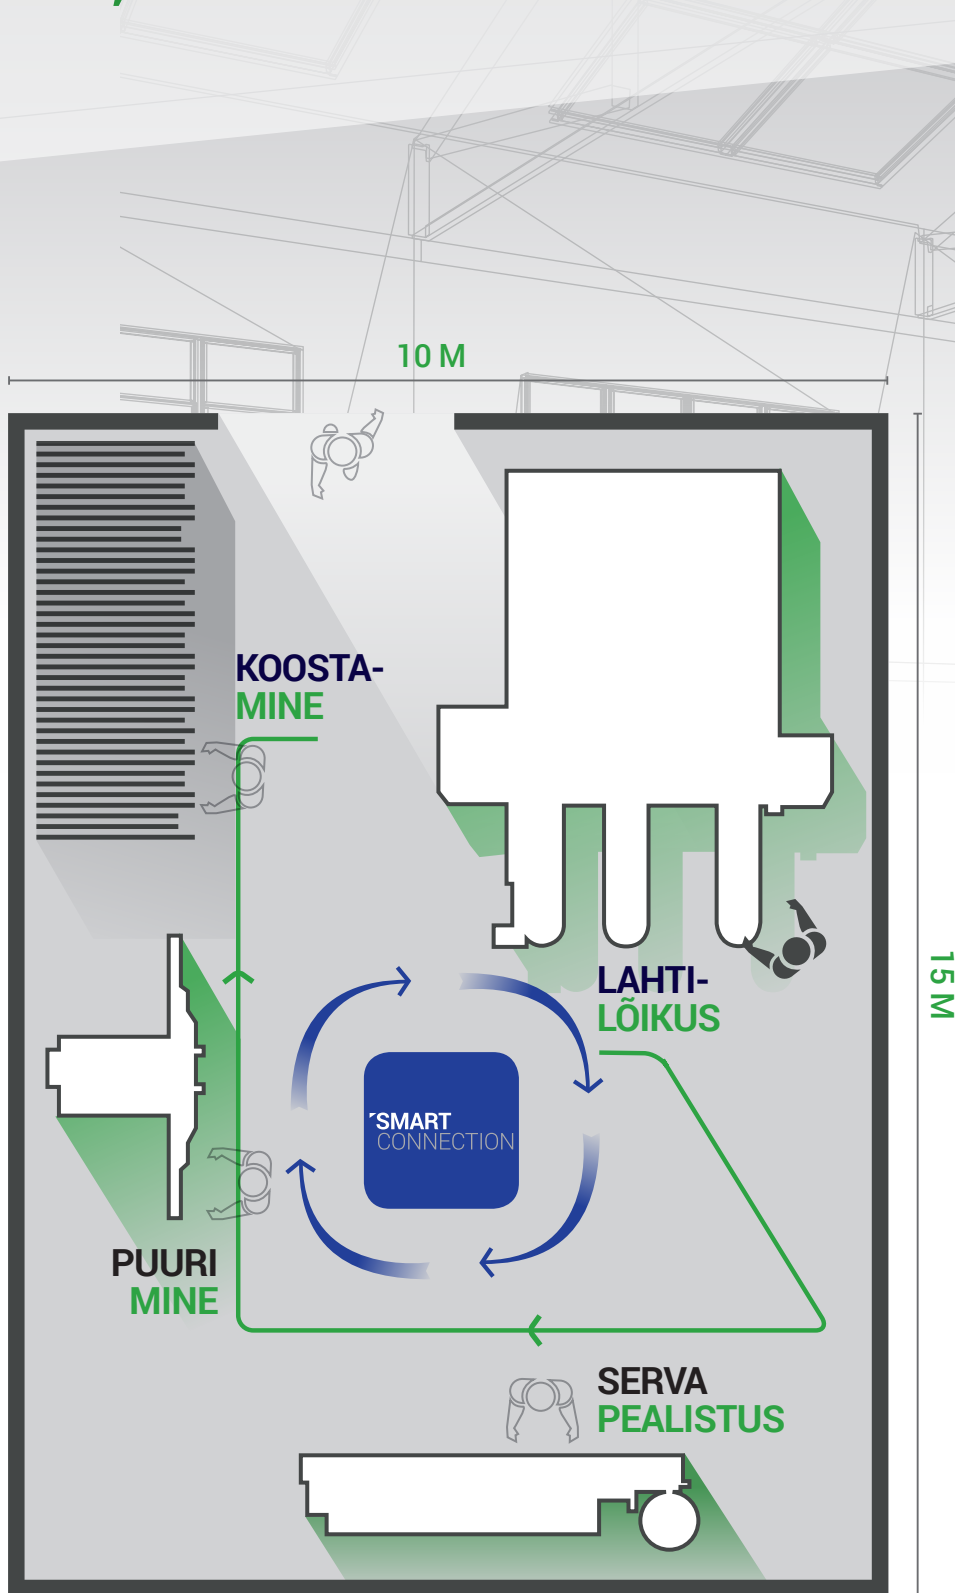 10 M
KOOSTA-
MINE
15 M
LAHTI-
LÕIKUS
SMART
CONNECTION
PUURI
MINE
SERVA
PEALISTUS